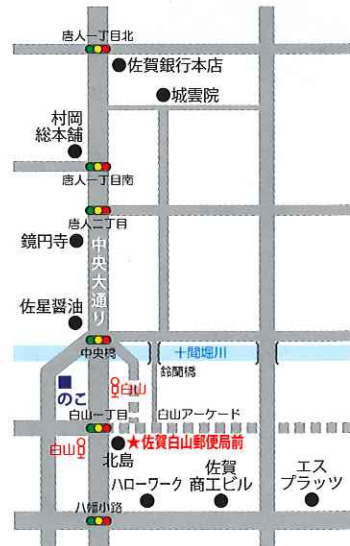 唐人一丁目北
佐賀銀行本店
城雲院
村岡
総本舗
唐人一丁目南
唐人二丁目
鏡円寺
中央大通り
佐星醤油
中央橋
十間堀川
鈴蘭橋
のこ
白山
白山一丁目
白山アーケード
白山
★佐賀白山郵便局前
北島
ハローワーク
佐賀
商工ビル
エス
プラッツ
八幡小路